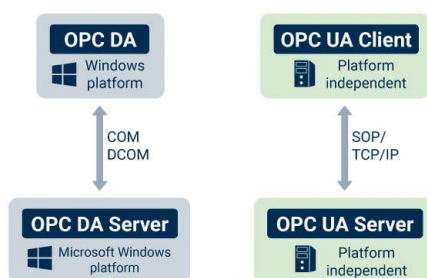 OPC DA
Windows
platform
COM
DCOM
OPC DA Server
Microsoft Windows
platform
OPC UA Client
Platform
independent
SOP/
TCP/IP
OPC UA Server
Platform
independent